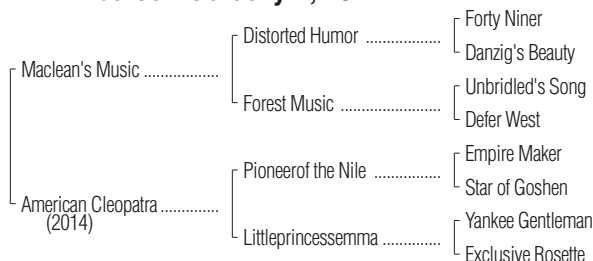 Distorted Humor ..................
Forty Niner
Danzig's Beauty
Maclean's Music .................
Forest Music ........................
Unbridled's Song
Defer West
Pioneerof the Nile ................
Empire Maker
Star of Goshen
American Cleopatra .............
(2014)
Littleprincessemma ..............
Yankee Gentleman
Exclusive Rosette